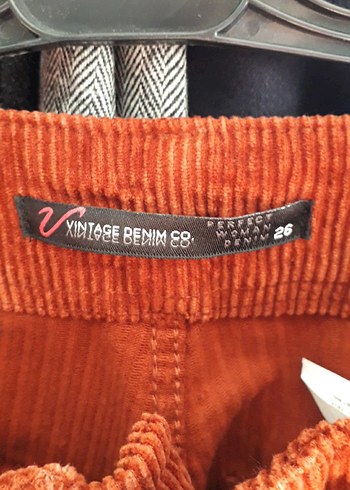 V
VINTAGE DENIM CO.
VINTAGE DENIM CO
PERFECT
WOMAN
DENIM
26